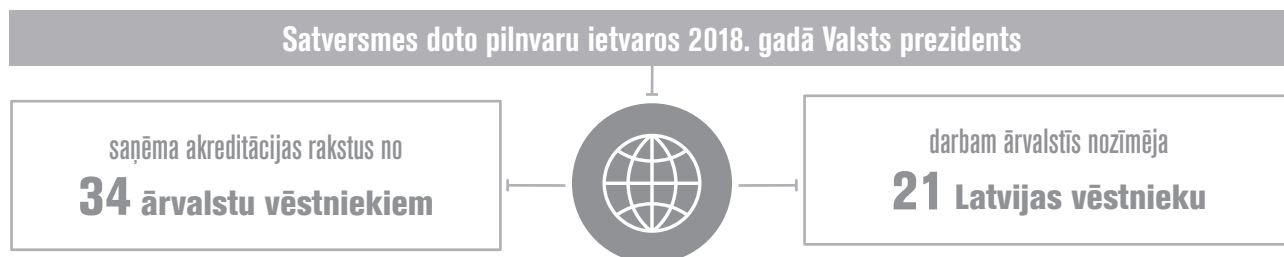 Satversmes doto pilnvaru ietvaros 2018. gadā Valsts prezidents
saņēma akreditācijas rakstus no
34 ārvalstu vēstniekiem
darbam ārvalstīs nozīmēja
21 Latvijas vēstnieku